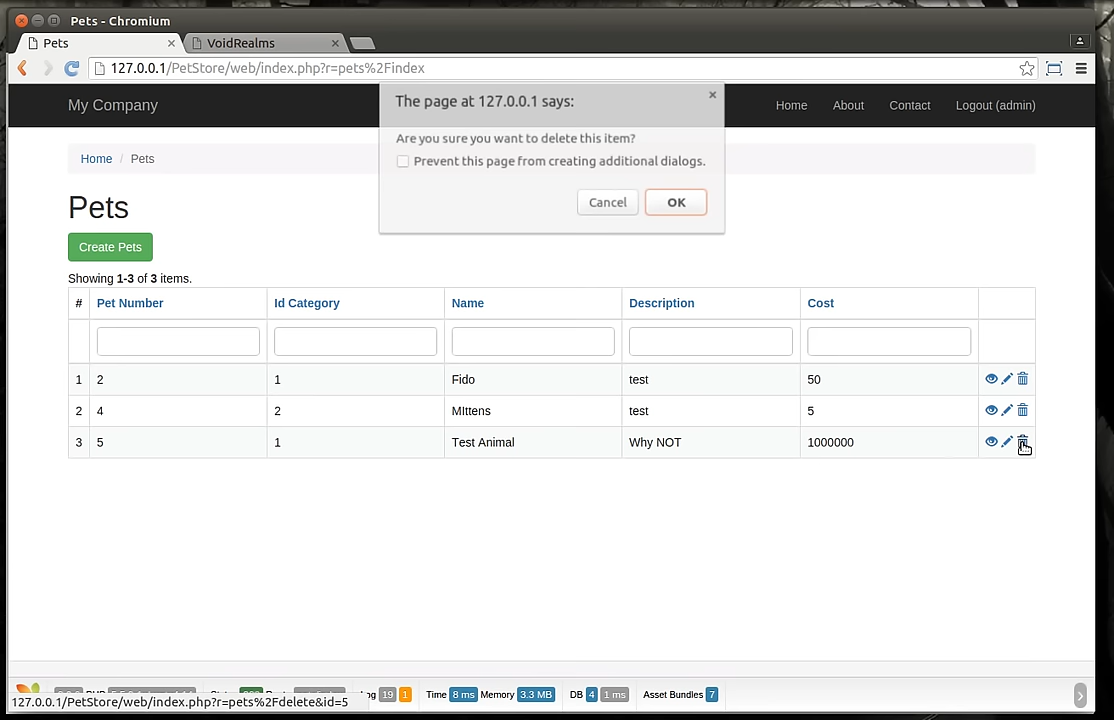 Pets - Chromium
Pets
VoidRealms
127.0.0.1/PetStore/web/index.php?r=pets%2Findex
My Company
Home About Contact Logout (admin)
The page at 127.0.0.1 says:
Are you sure you want to delete this item?
Prevent this page from creating additional dialogs.
Cancel OK
Home / Pets
Pets
Create Pets
Showing 1-3 of 3 items.
# Pet Number Id Category Name Description Cost
1 2 1 Fido test 50
2 4 2 MIttens test 5
3 5 1 Test Animal Why NOT 1000000
19 1 Time 8 ms Memory 3.3 MB DB 4 1 ms Asset Bundles 7
127.0.0.1/PetStore/web/index.php?r=pets%2Fdelete&id=5